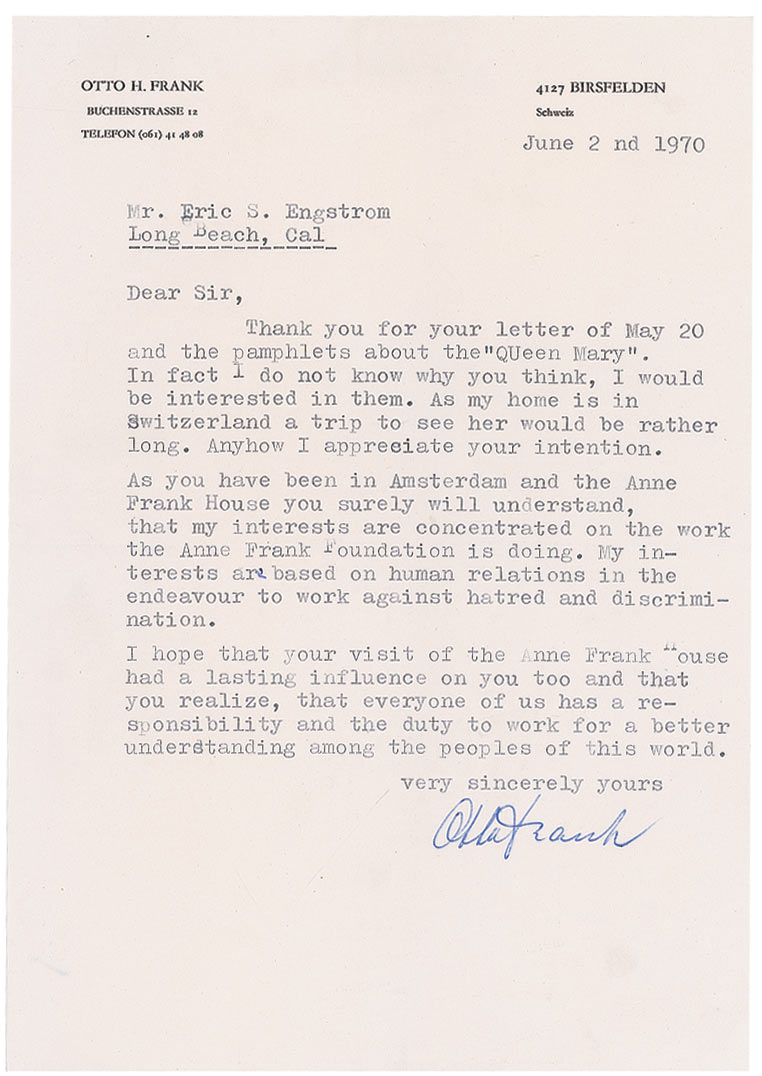 OTTO H. FRANK
BUCHENSTRASSE 12
TELEFON (061) 41 48 08
4127 BIRSFELDEN
Schweiz
June 2 nd 1970
Mr. Eric S. Engstrom
Long Beach, Cal
Dear Sir,
Thank you for your letter of May 20
and the pamphlets about the"QUeen Mary".
In fact I do not know why you think, I would
be interested in them. As my home is in
Switzerland a trip to see her would be rather
long. Anyhow I appreciate your intention.
As you have been in Amsterdam and the Anne
Frank House you surely will understand,
that my interests are concentrated on the work
the Anne Frank Foundation is doing. My in-
terests are based on human relations in the
endeavour to work against hatred and discrimi-
nation.
I hope that your visit of the Anne Frank House
had a lasting influence on you too and that
you realize, that everyone of us has a re-
sponsibility and the duty to work for a better
understanding among the peoples of this world.
very sincerely yours
Otto Frank